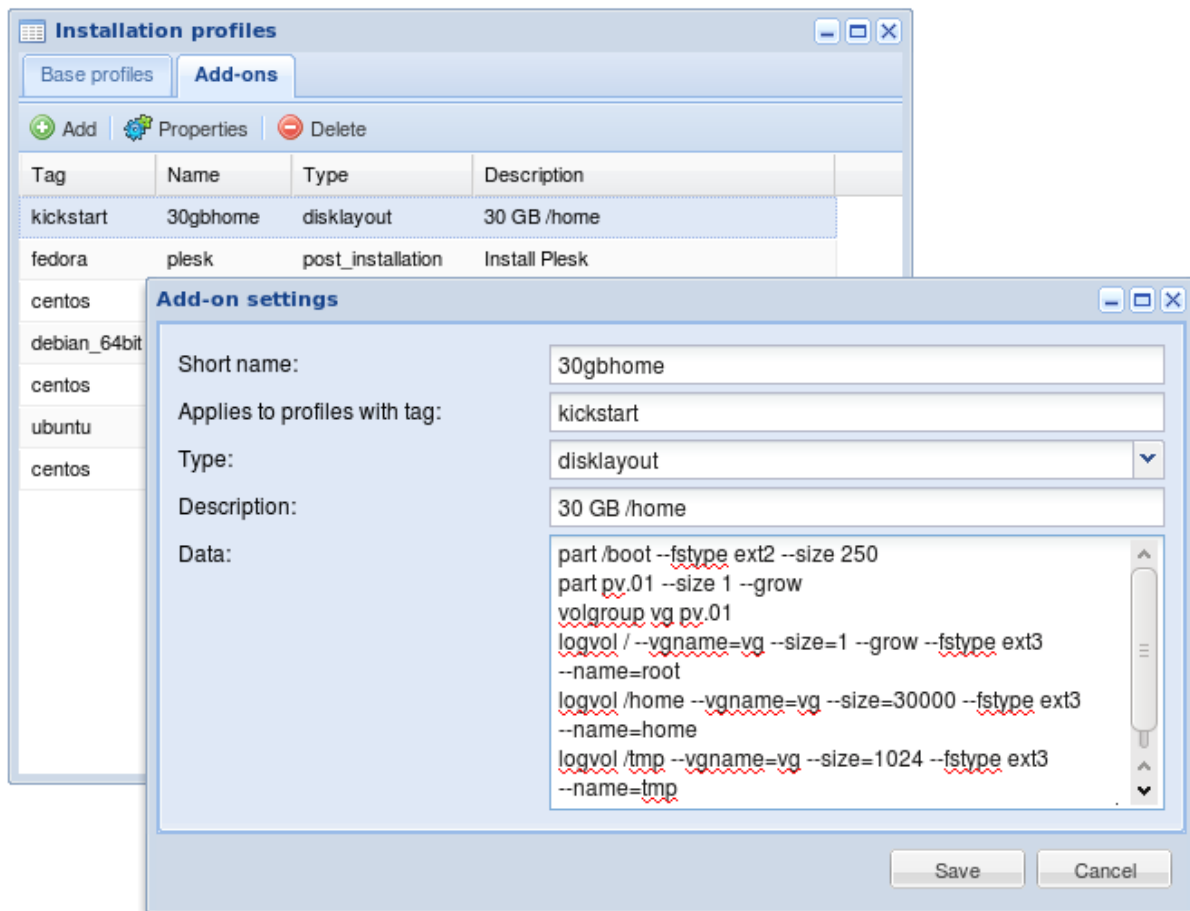 Installation profiles
Base profiles Add-ons
Add Properties Delete
Tag Name Type Description
kickstart 30gbhome disklayout 30 GB /home
fedora plesk post_installation Install Plesk
centos
debian_64bit
centos
ubuntu
centos
Add-on settings
Short name: 30gbhome
Applies to profiles with tag: kickstart
Type: disklayout
Description: 30 GB /home
Data:
part /boot --fstype ext2 --size 250
part pv.01 --size 1 --grow
volgroup vg pv.01
logvol / --vgname=vg --size=1 --grow --fstype ext3
--name=root
logvol /home --vgname=vg --size=30000 --fstype ext3
--name=home
logvol /tmp --vgname=vg --size=1024 --fstype ext3
--name=tmp
Save Cancel